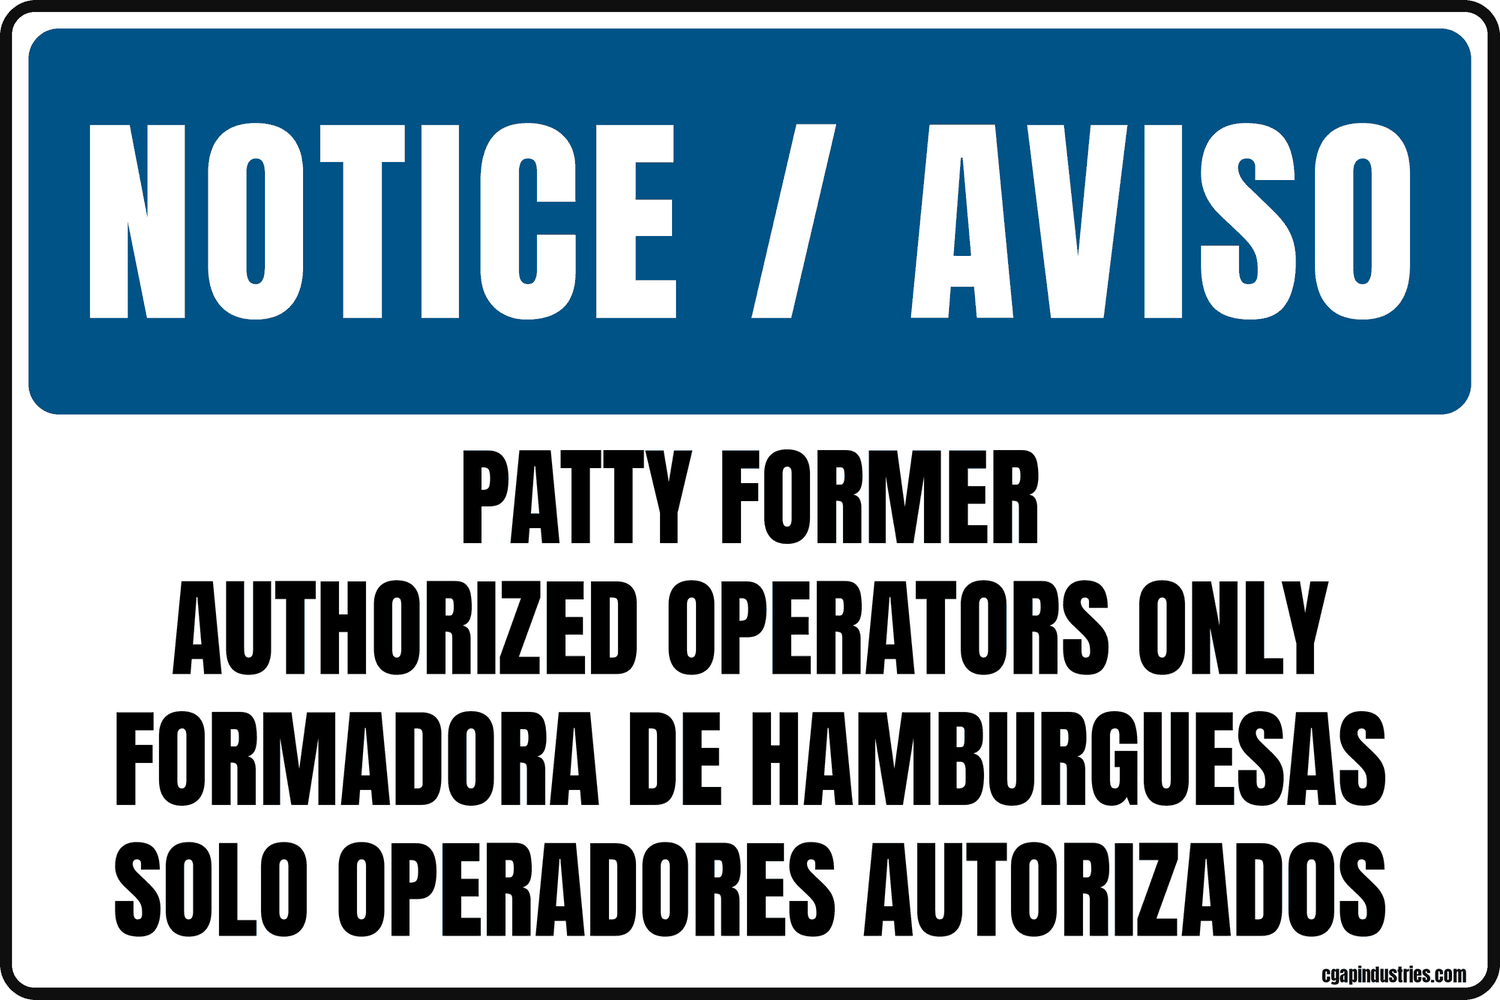 NOTICE / AVISO
PATTY FORMER
AUTHORIZED OPERATORS ONLY
FORMADORA DE HAMBURGUESAS
SOLO OPERADORES AUTORIZADOS
cgapindustries.com